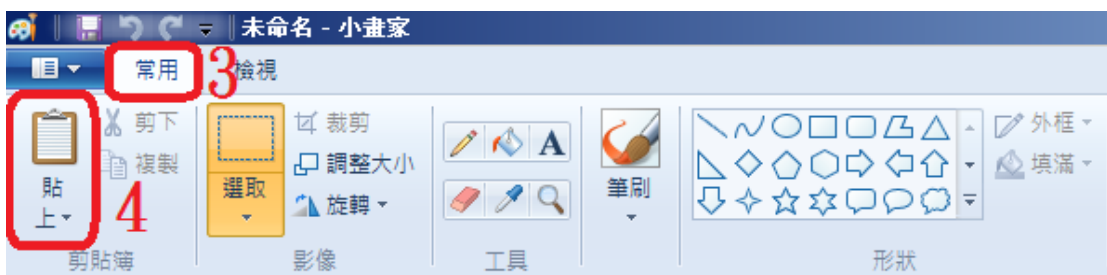 未命名 - 小畫家
常用 3 檢視
貼上
4
剪下
複製
選取
裁剪
調整大小
旋轉
A
筆刷
外框
填滿
剪貼簿
影像
工具
形狀